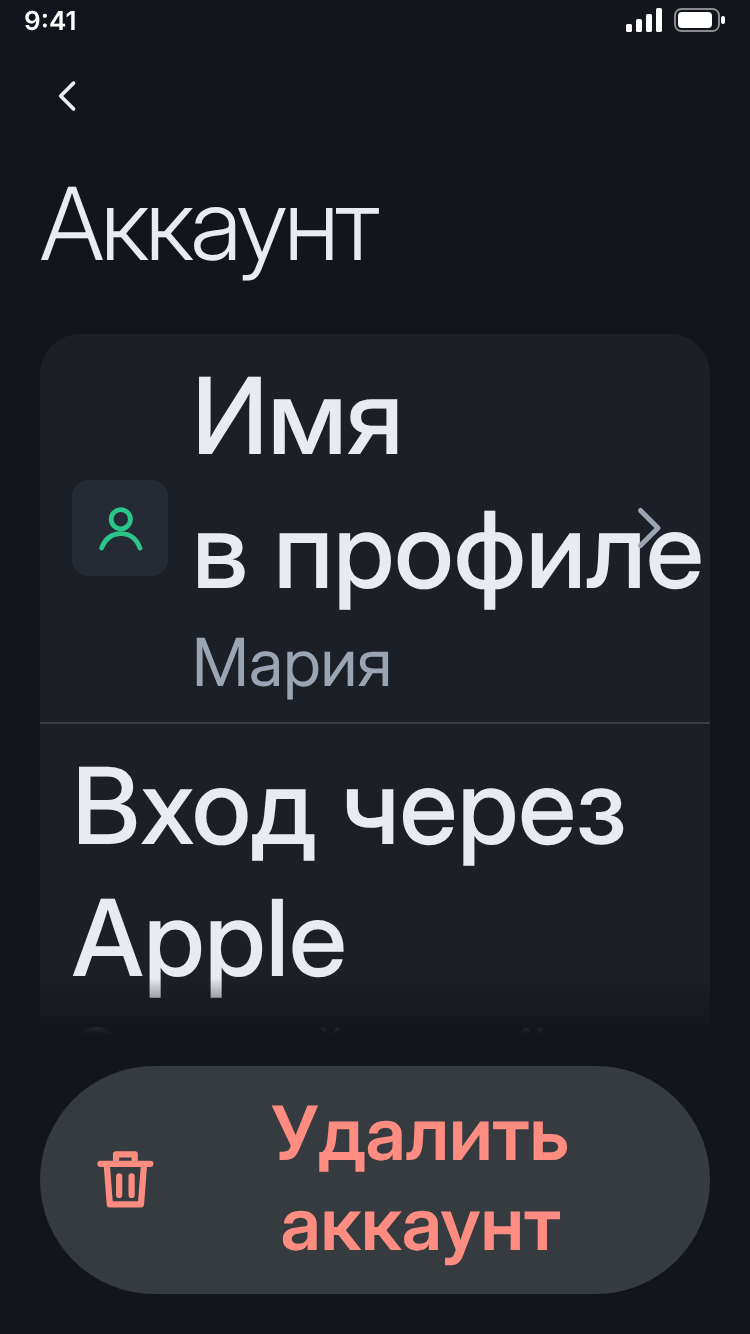 9:41
Аккаунт
Имя
в профиле
Мария
Вход через
Apple
Удалить
аккаунт